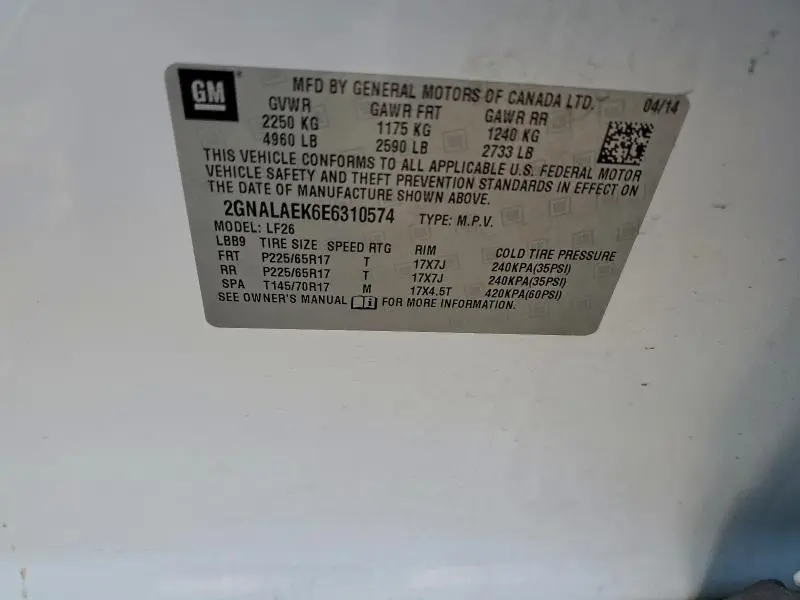 GM
MFD BY GENERAL MOTORS OF CANADA LTD. 04/14
GVWR GAWR FRT GAWR RR
2250 KG 1175 KG 1240 KG
4960 LB 2590 LB 2733 LB
THIS VEHICLE CONFORMS TO ALL APPLICABLE U.S. FEDERAL MOTOR
VEHICLE SAFETY AND THEFT PREVENTION STANDARDS IN EFFECT ON
THE DATE OF MANUFACTURE SHOWN ABOVE.
2GNALAEK6E6310574 TYPE: M.P.V.
MODEL: LF26
LBB9 TIRE SIZE SPEED RTG RIM COLD TIRE PRESSURE
FRT P225/65R17 T 17X7J 240KPA(35PSI)
RR P225/65R17 T 17X7J 240KPA(35PSI)
SPA T145/70R17 M 17X4.5T 420KPA(60PSI)
SEE OWNER'S MANUAL FOR MORE INFORMATION.